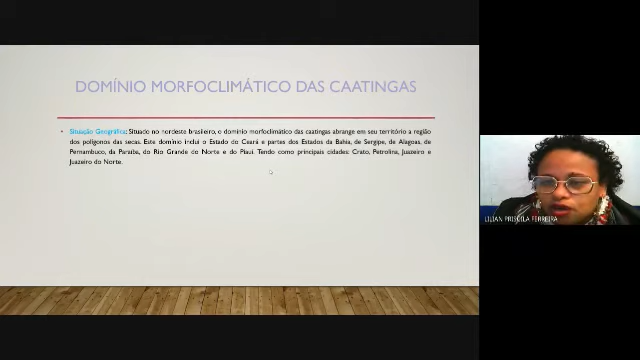 DOMÍNIO MORFOCLIMÁTICO DAS CAATINGAS
• Situação Geográfica: Situado no nordeste brasileiro, o domínio morfoclimático das caatingas abrange em seu território a região
dos polígonos das secas. Este domínio inclui o Estado do Ceará e partes dos Estados da Bahia, de Sergipe, de Alagoas, de
Pernambuco, da Paraíba, do Rio Grande do Norte e do Piauí. Tendo como principais cidades: Crato, Petrolina, Juazeiro e
Juazeiro do Norte.
LILIAN PRISCILA FERREIRA